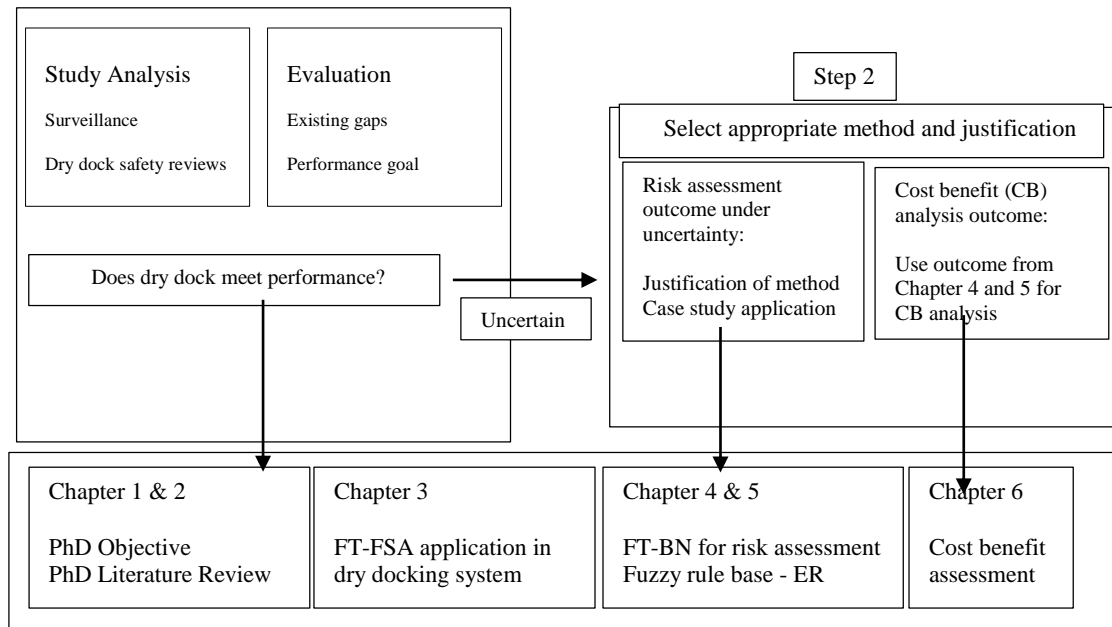 Study Analysis
Surveillance
Dry dock safety reviews
Evaluation
Existing gaps
Performance goal
Does dry dock meet performance?
Uncertain
Step 2
Select appropriate method and justification
Risk assessment
outcome under
uncertainty:
Justification of method
Case study application
Cost benefit (CB)
analysis outcome:
Use outcome from
Chapter 4 and 5 for
CB analysis
Chapter 1 & 2
PhD Objective
PhD Literature Review
Chapter 3
FT-FSA application in
dry docking system
Chapter 4 & 5
FT-BN for risk assessment
Fuzzy rule base - ER
Chapter 6
Cost benefit
assessment